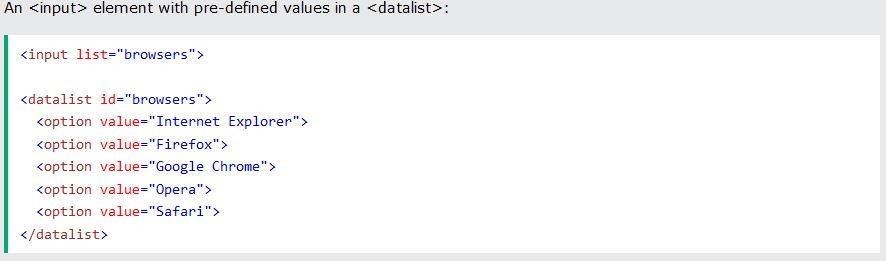 An <input> element with pre-defined values in a <datalist>:
<input list="browsers">
<datalist id="browsers">
<option value="Internet Explorer">
<option value="Firefox">
<option value="Google Chrome">
<option value="Opera">
<option value="Safari">
</datalist>